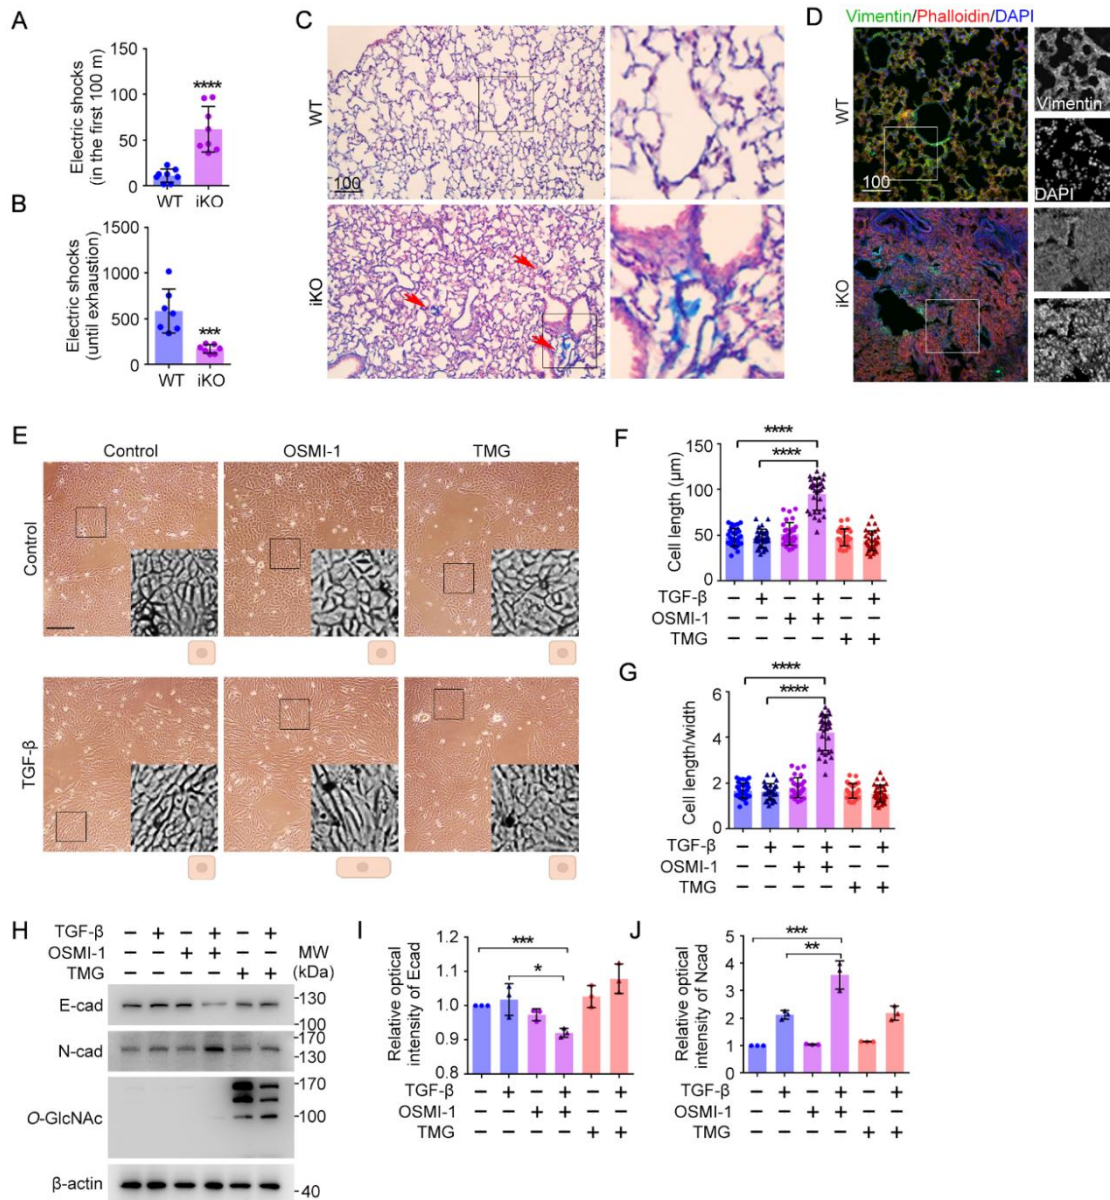 A
Electric shocks
(in the first 100 m)
150
100
50
0
****
WT iKO
B
Electric shocks
(until exhaustion)
1500
1000
500
0
***
WT iKO
C
WT
100
iKO
D
Vimentin/Phalloidin/DAPI
WT
100
Vimentin
DAPI
iKO
E
Control OSMI-1 TMG
Control
TGF-β
F
Cell length (µm)
150
100
50
0
****
****
TGF-β − + − + − +
OSMI-1 − − + + − −
TMG − − − − + +
G
Cell length/width
6
4
2
0
****
****
TGF-β − + − + − +
OSMI-1 − − + + − −
TMG − − − − + +
H
TGF-β − + − + − +
OSMI-1 − − + + − − MW
TMG − − − − + + (kDa)
E-cad -130
-100
N-cad -170
-130
O-GlcNAc -170
-100
β-actin -40
I
Relative optical
intensity of Ecad
1.2
1.1
1.0
0.9
0.8
***
*
TGF-β − + − + − +
OSMI-1 − − + + − −
TMG − − − − + +
J
Relative optical
intensity of Ncad
5
4
3
2
1
0
***
**
TGF-β − + − + − +
OSMI-1 − − + + − −
TMG − − − − + +